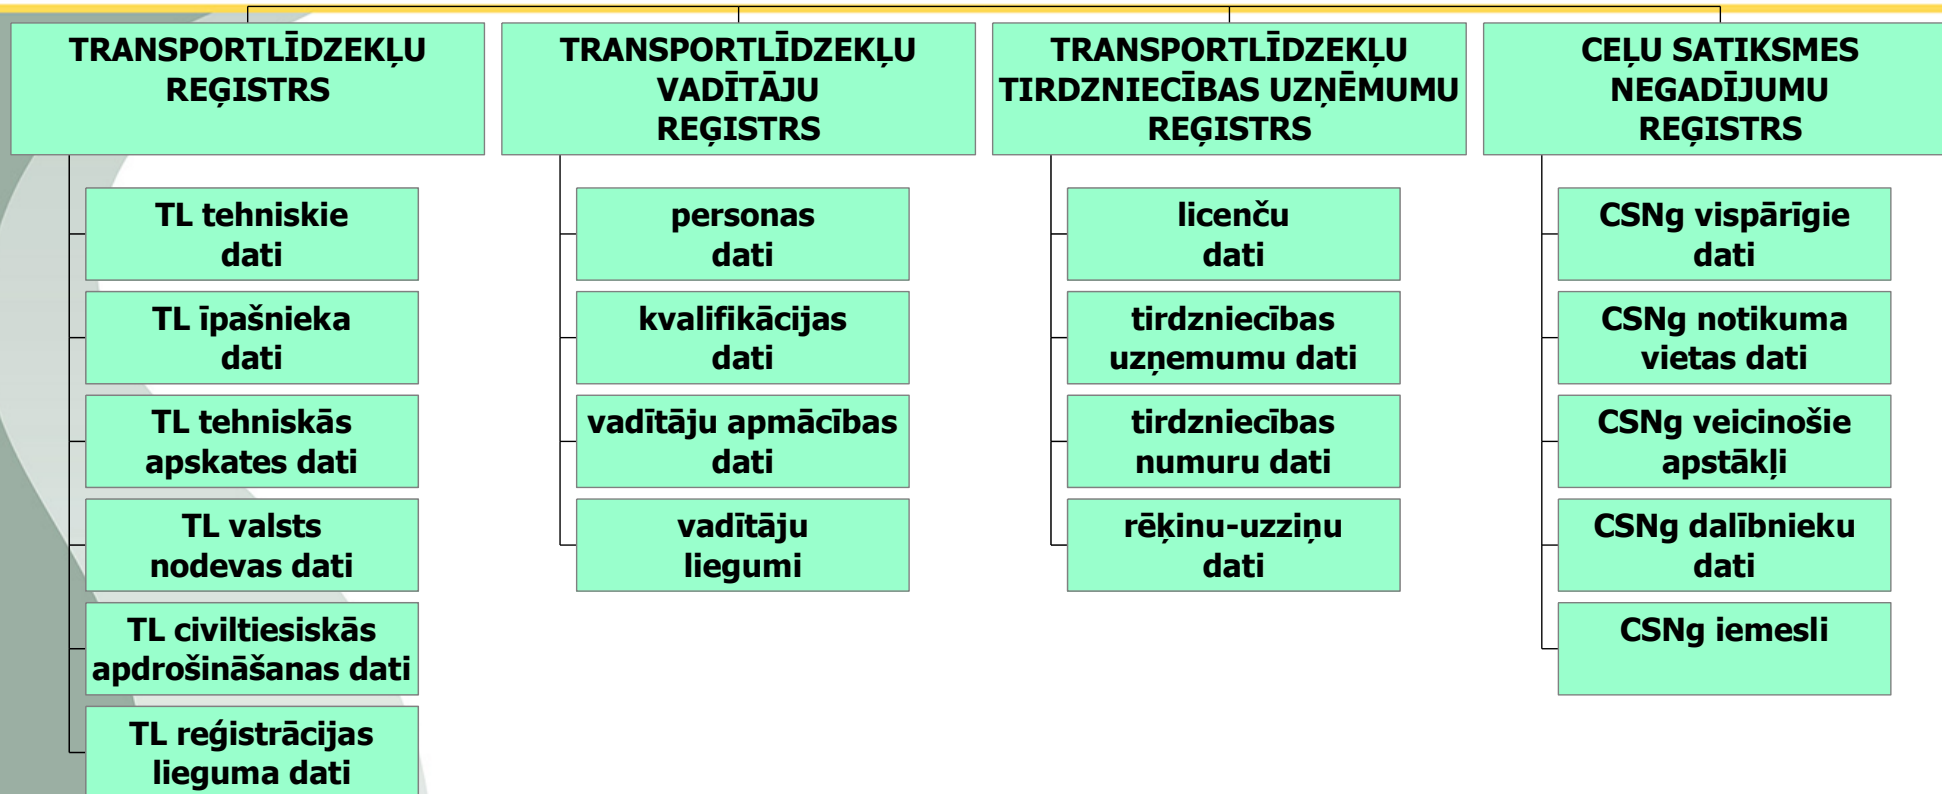 TRANSPORTLĪDZEKĻU
REĢISTRS
TL tehniskie
dati
TL īpašnieka
dati
TL tehniskās
apskates dati
TL valsts
nodevas dati
TL civiltiesiskās
apdrošināšanas dati
TL reģistrācijas
lieguma dati
TRANSPORTLĪDZEKĻU
VADĪTĀJU
REĢISTRS
personas
dati
kvalifikācijas
dati
vadītāju apmācības
dati
vadītāju
liegumi
TRANSPORTLĪDZEKĻU
TIRDZNIECĪBAS UZŅĒMUMU
REĢISTRS
licenču
dati
tirdzniecības
uzņemumu dati
tirdzniecības
numuru dati
rēķinu-uzziņu
dati
CEĻU SATIKSMES
NEGADĪJUMU
REĢISTRS
CSNg vispārīgie
dati
CSNg notikuma
vietas dati
CSNg veicinošie
apstākļi
CSNg dalībnieku
dati
CSNg iemesli